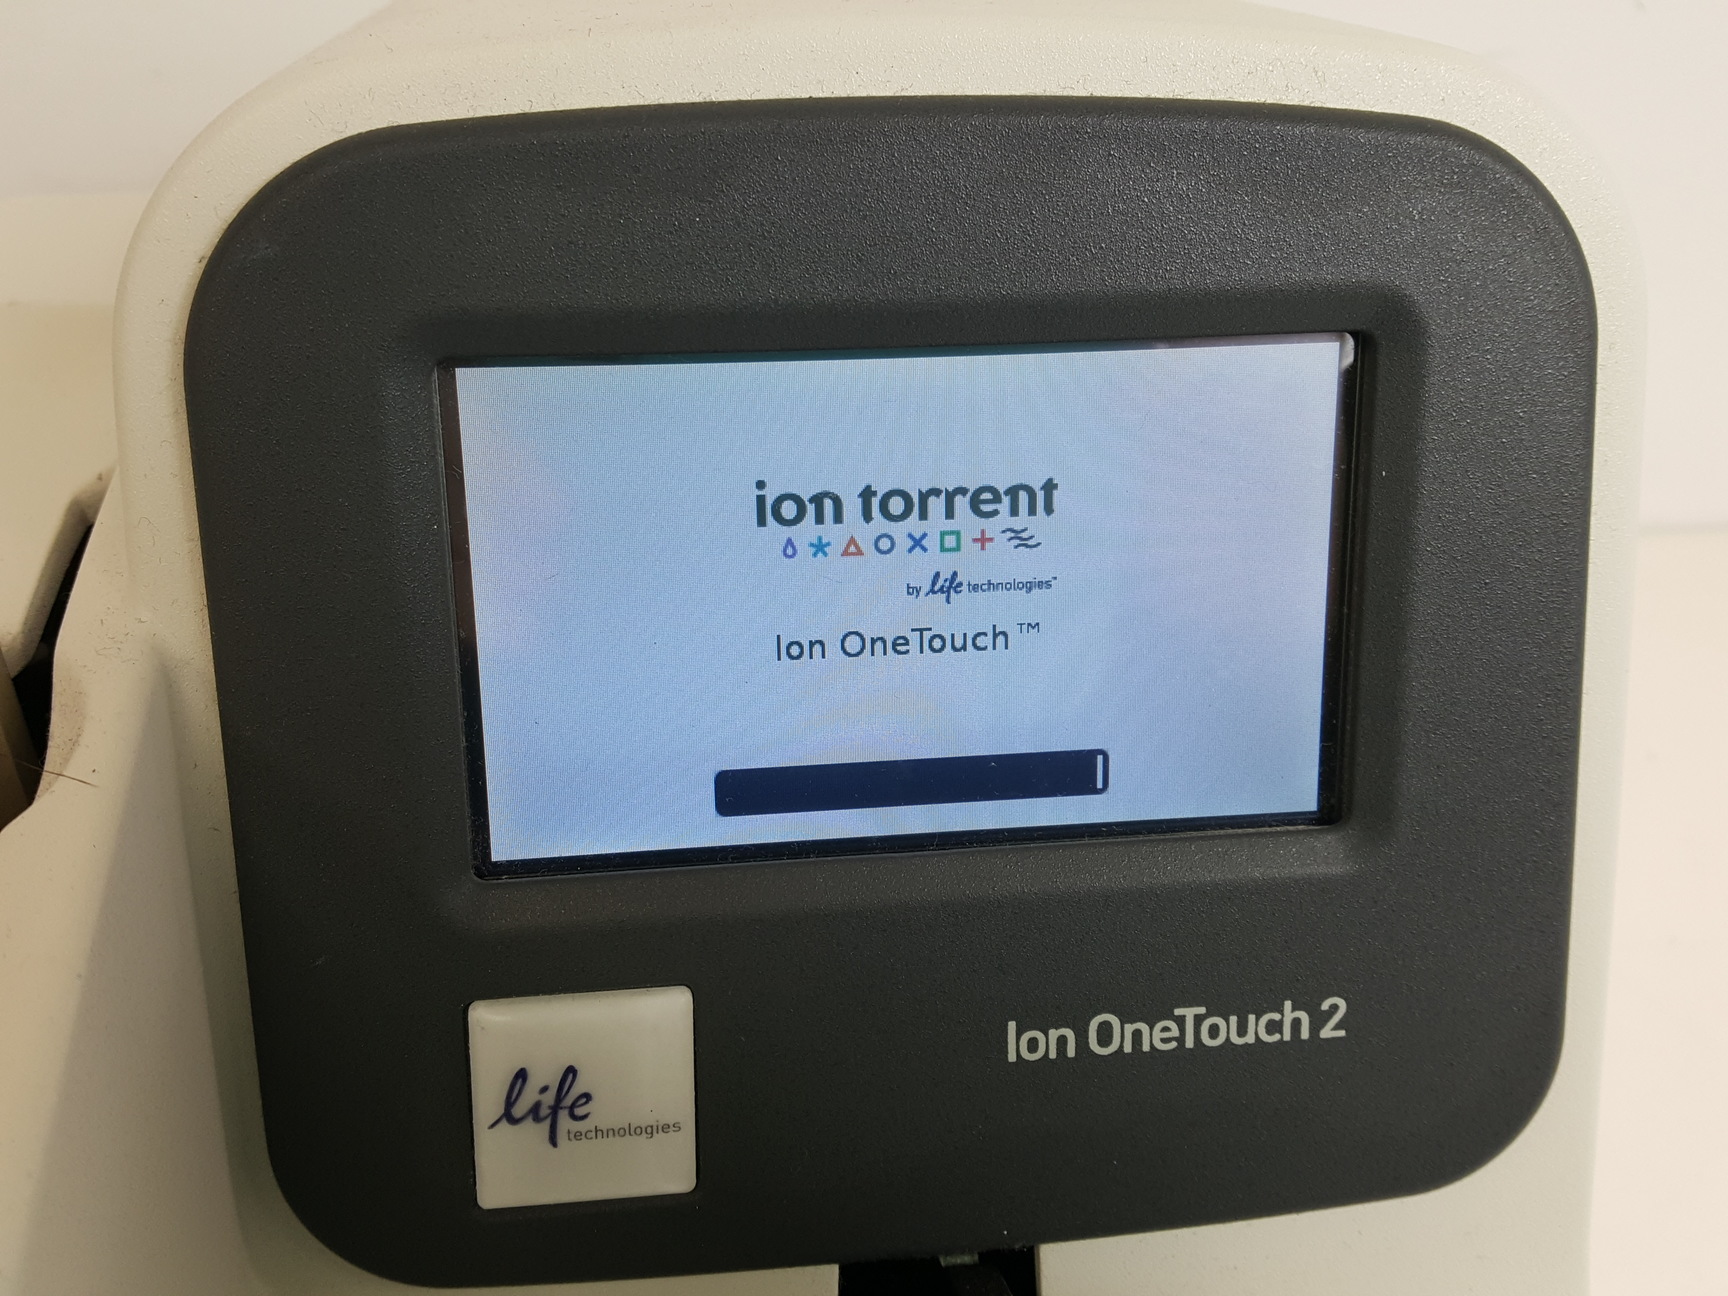 ion torrent
by life technologies™
Ion OneTouch™
Ion OneTouch 2
life
technologies